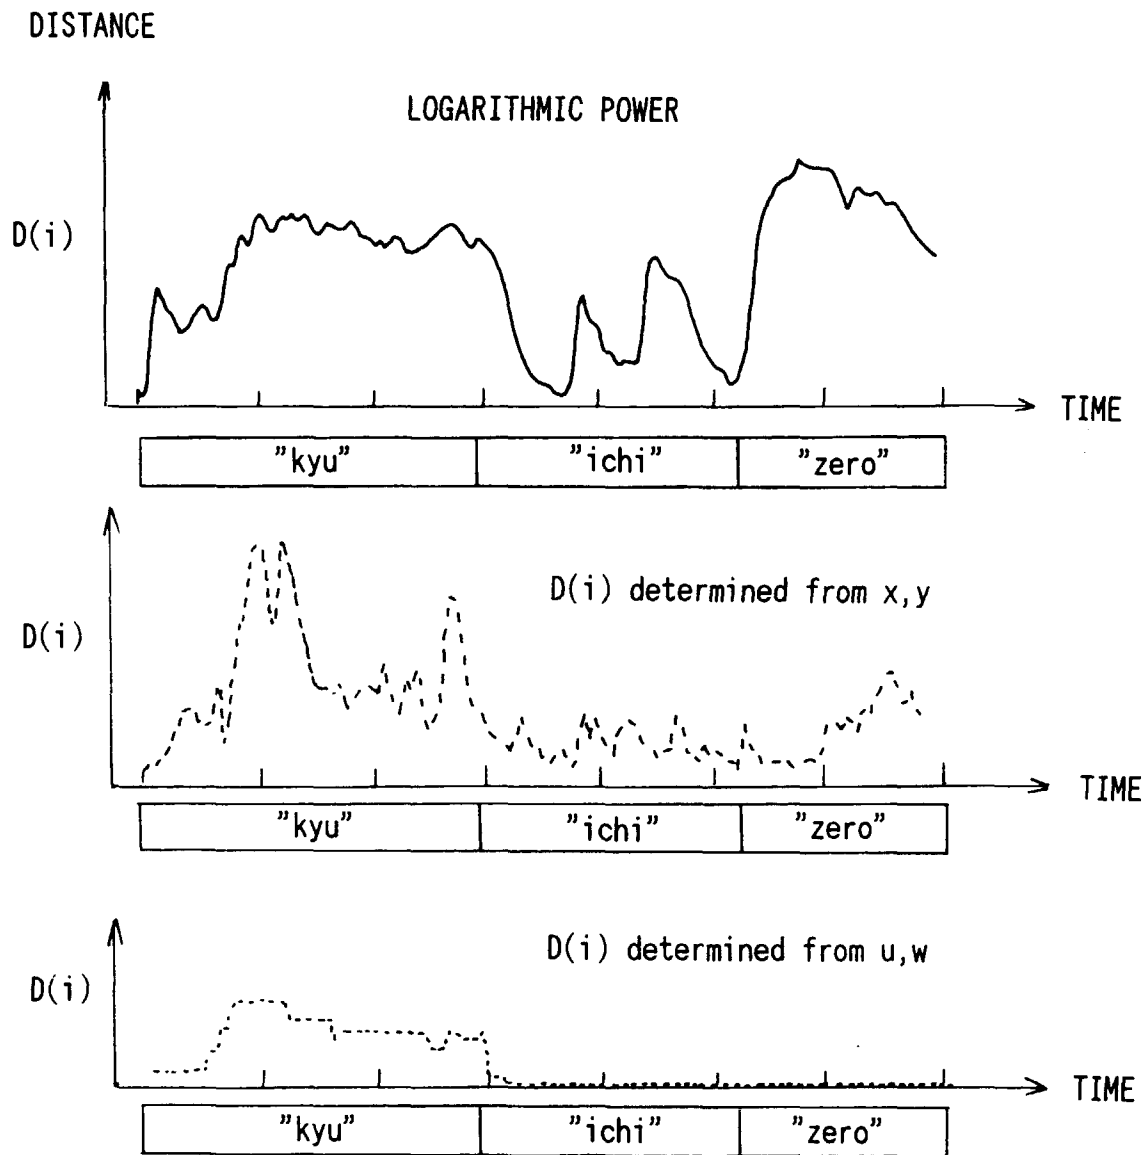 DISTANCE
LOGARITHMIC POWER
D(i)
TIME
”kyu” ”ichi” ”zero”
D(i) determined from x,y
D(i)
TIME
”kyu” ”ichi” ”zero”
D(i) determined from u,w
D(i)
TIME
”kyu” ”ichi” ”zero”